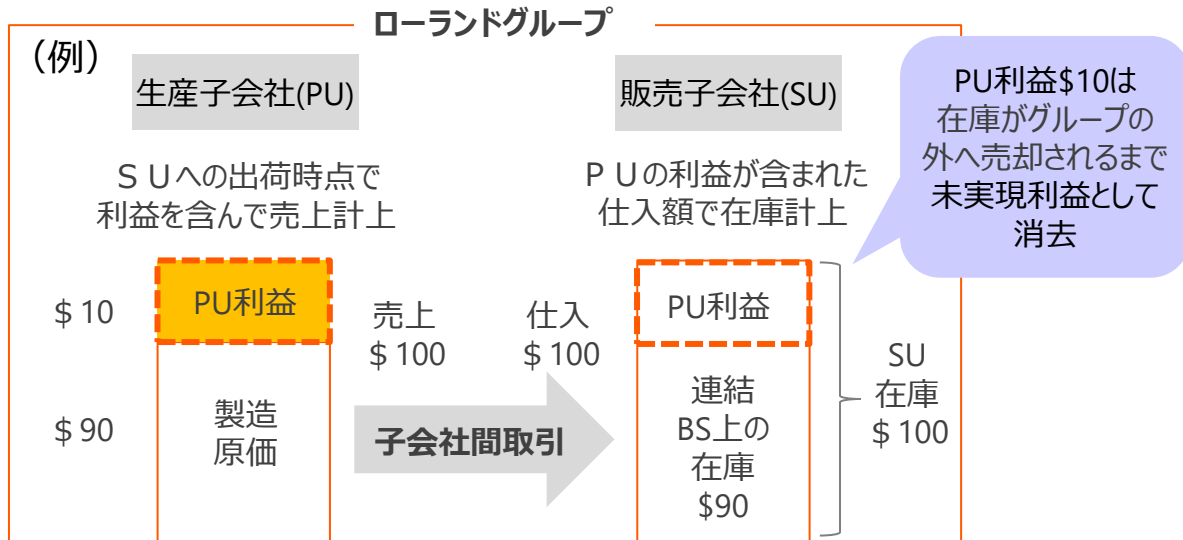 ローランドグループ
（例）
生産子会社(PU)
販売子会社(SU)
ＳＵへの出荷時点で
利益を含んで売上計上
ＰＵの利益が含まれた
仕入額で在庫計上
PU利益$10は
在庫がグループの
外へ売却されるまで
未実現利益として
消去
＄10
PU利益
売上
＄100
仕入
＄100
PU利益
＄90
製造
原価
子会社間取引
連結
BS上の
在庫
$90
SU
在庫
＄100